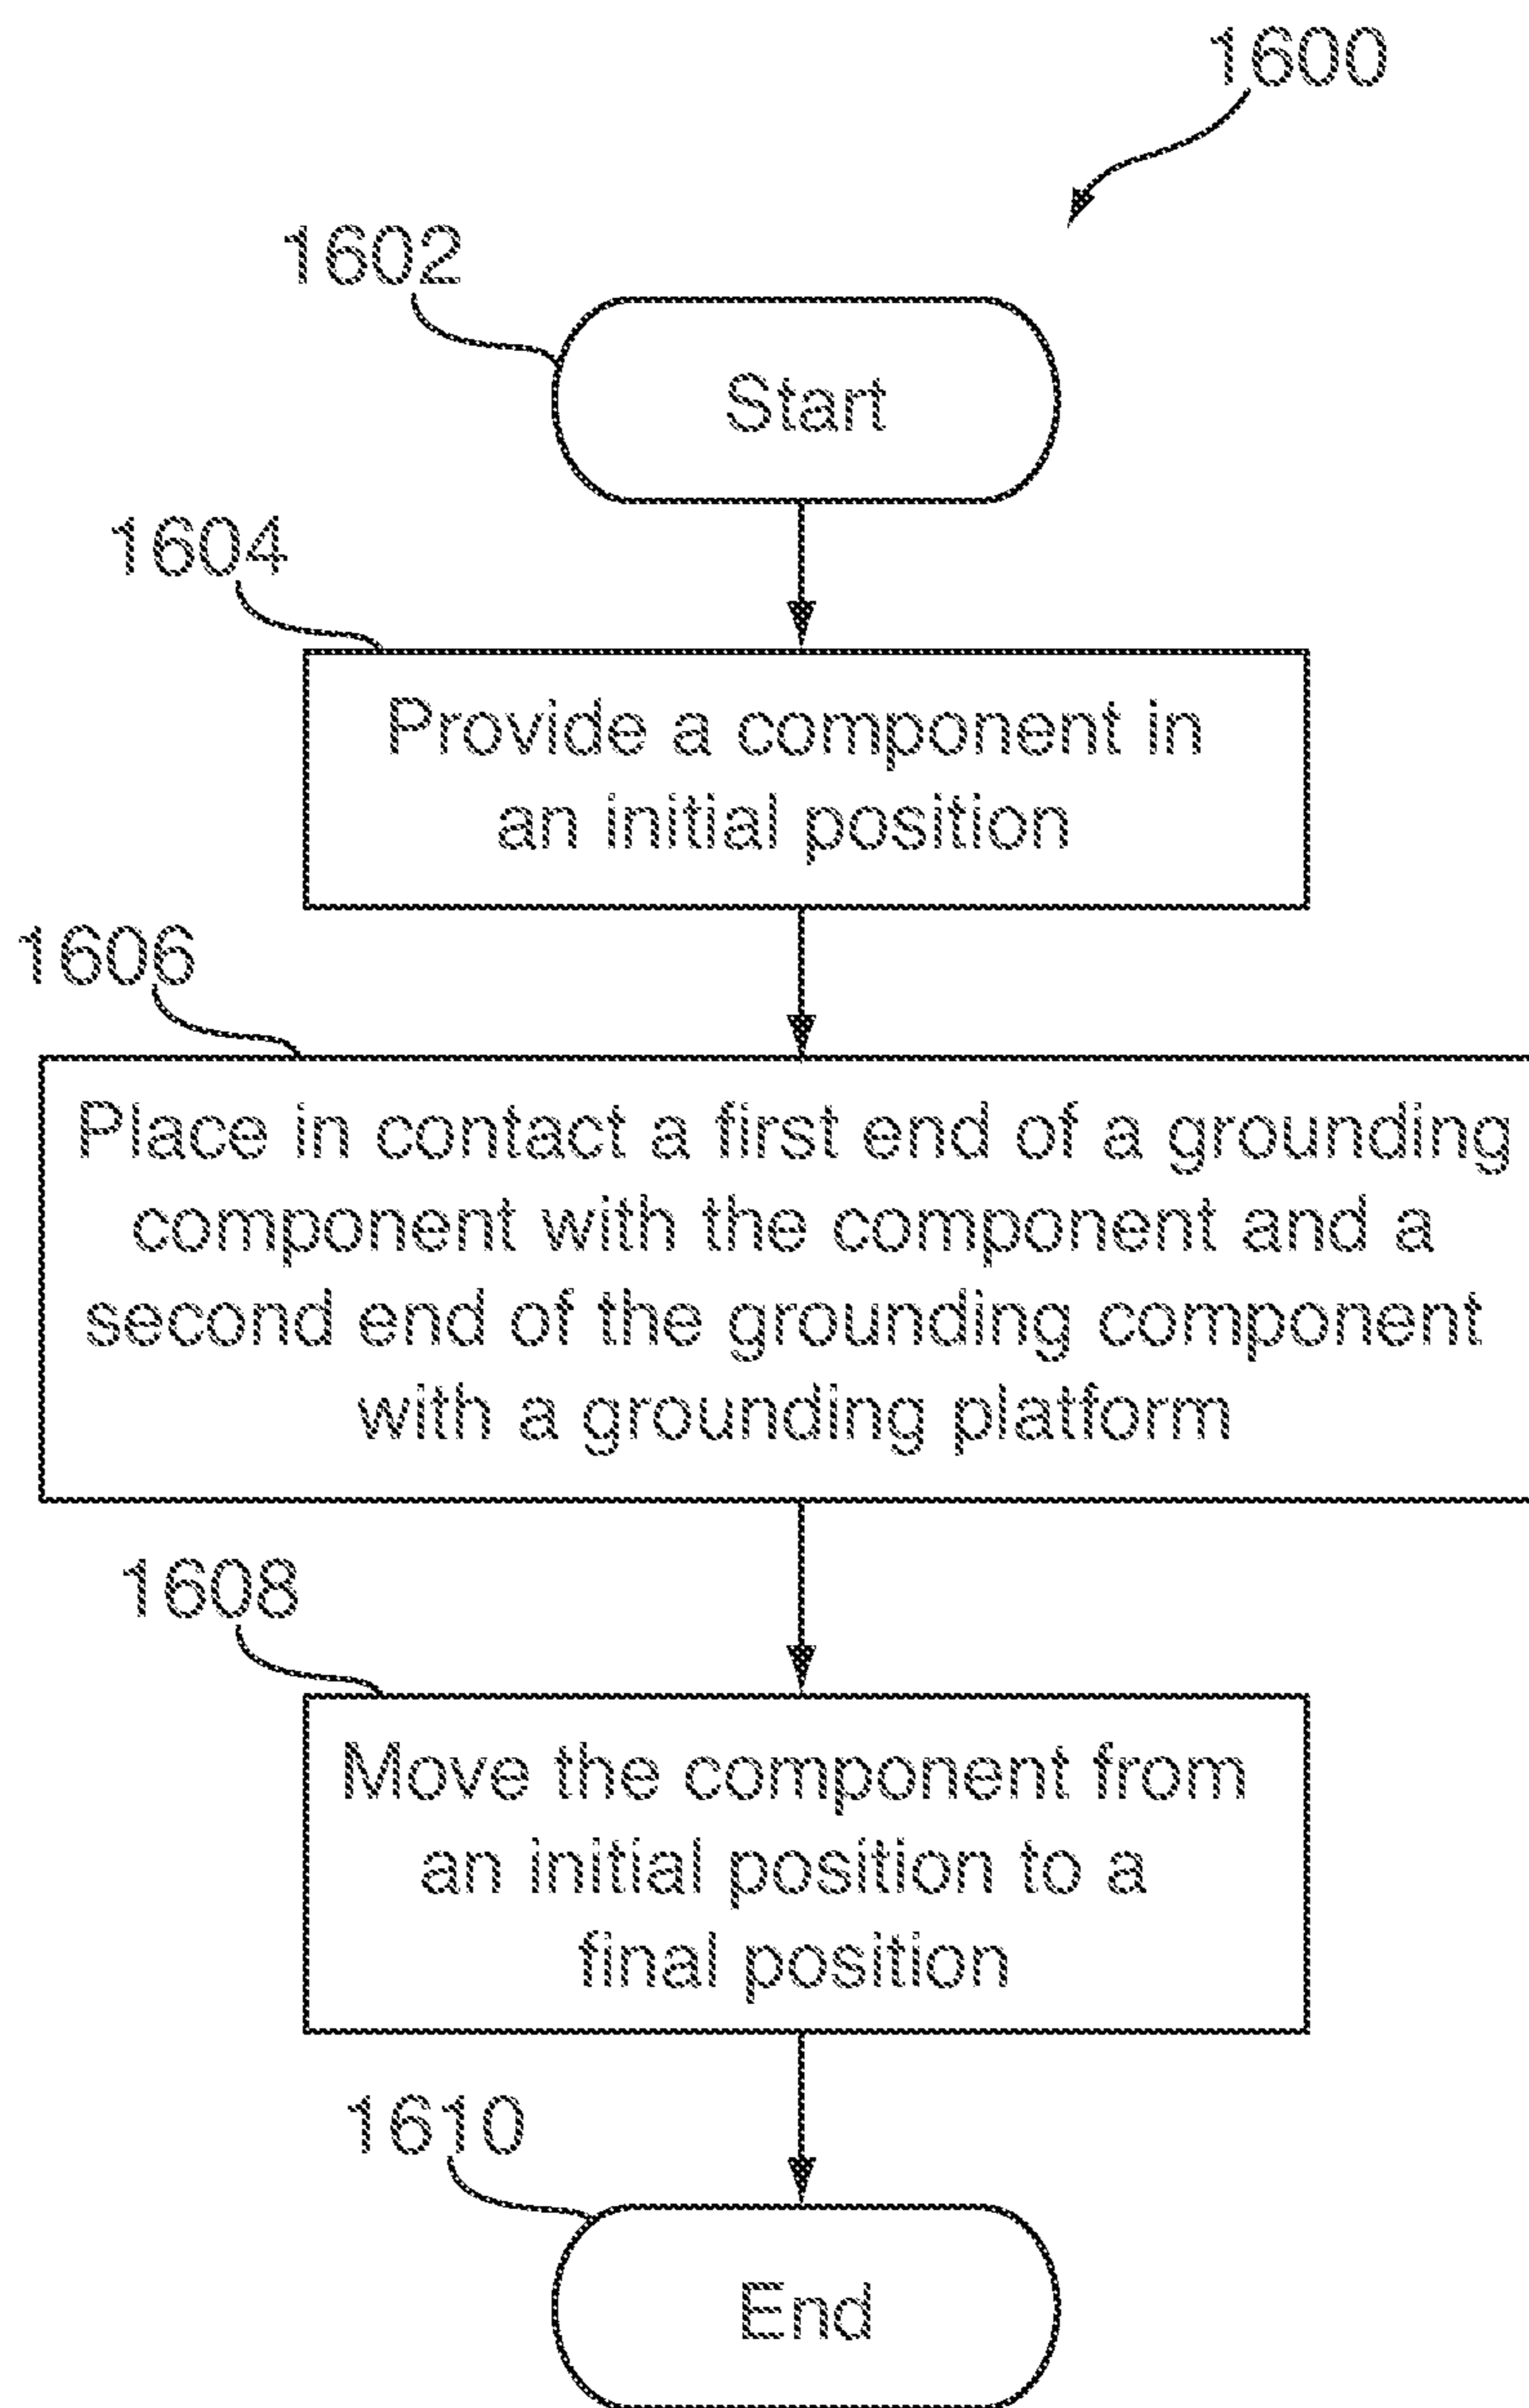 1600
1602
Start
1604
Provide a component in
an initial position
1606
Place in contact a first end of a grounding
component with the component and a
second end of the grounding component
with a grounding platform
1608
Move the component from
an initial position to a
final position
1610
End